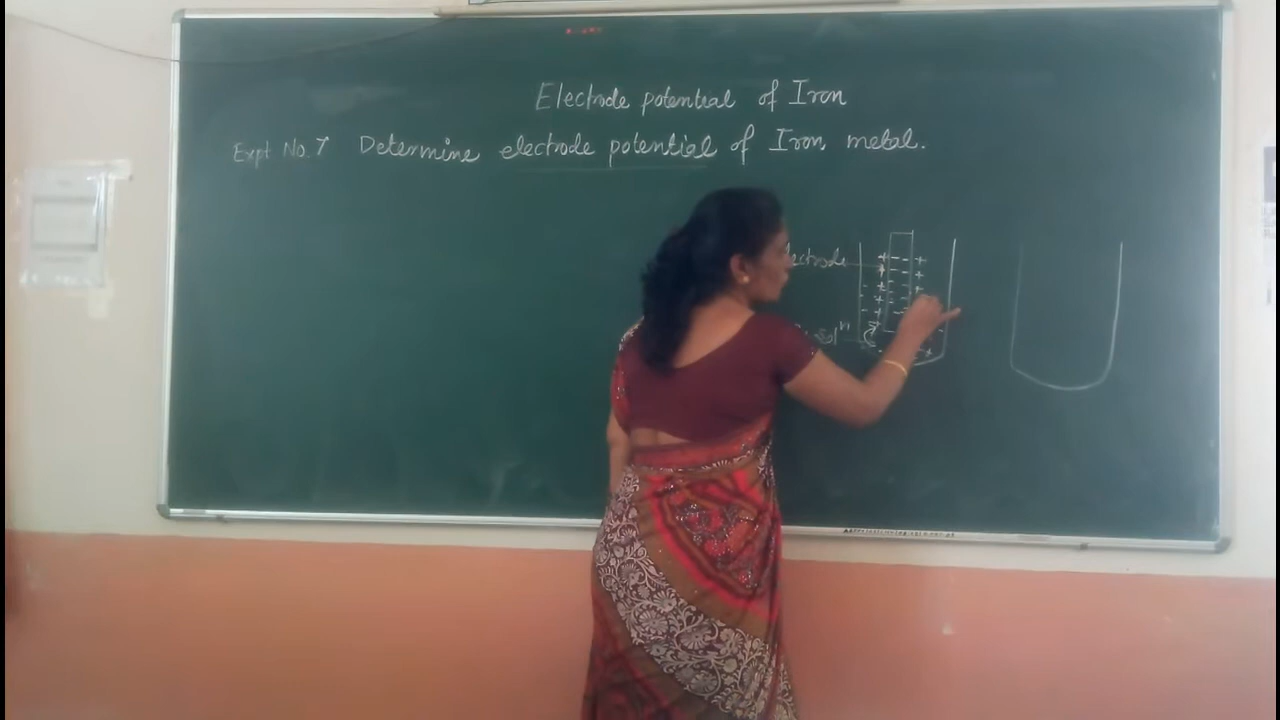 Electrode potential of Iron
Expt No. 7 Determine electrode potential of Iron metal.